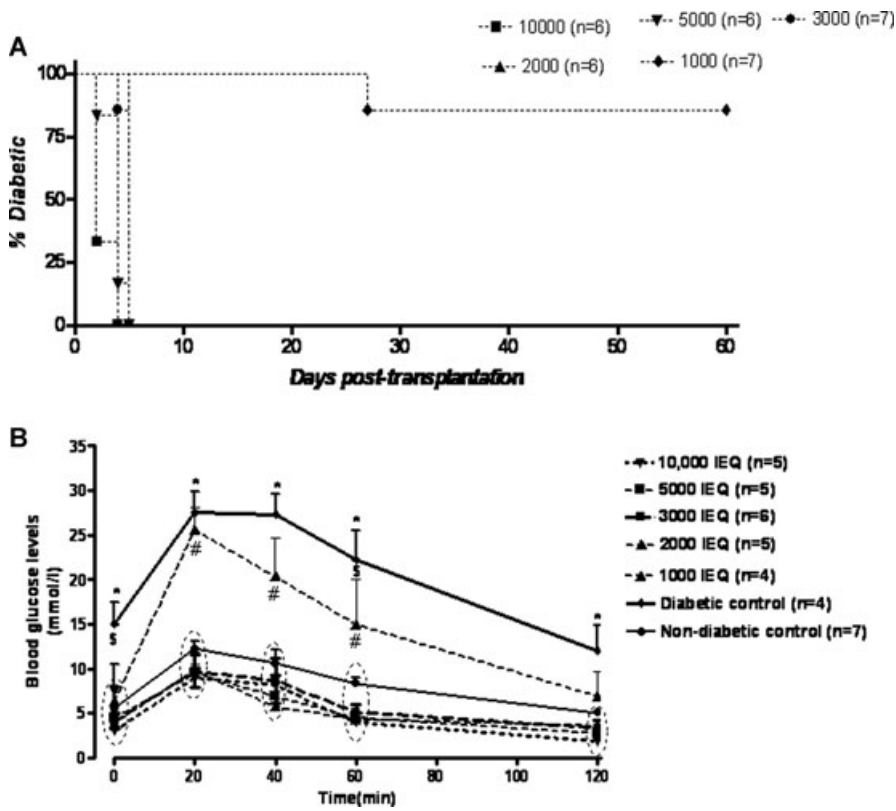 A
10000 (n=6)
5000 (n=6)
3000 (n=7)
2000 (n=6)
1000 (n=7)
100
75
50
25
0
% Diabetic
0 10 20 30 40 50 60
Days post-transplantation
B
35
30
25
20
15
10
5
0
Blood glucose levels
(mmol/l)
* * * * *
$ # # $ #
0 20 40 60 80 100 120
Time(min)
10,000 IEQ (n=5)
5000 IEQ (n=5)
3000 IEQ (n=6)
2000 IEQ (n=5)
1000 IEQ (n=4)
Diabetic control (n=4)
Non-diabetic control (n=7)